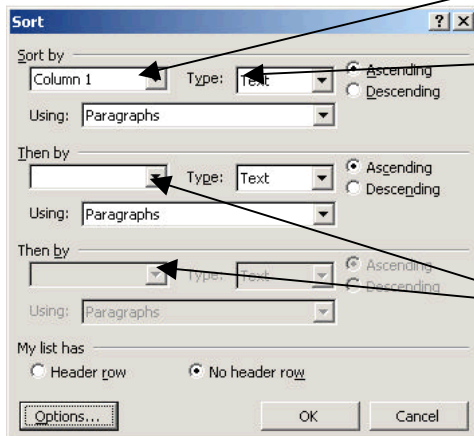 Sort
Sort by
Column 1 Type: Text Ascending
Descending
Using: Paragraphs
Then by
Type: Text Ascending
Descending
Using: Paragraphs
Then by
Type: Text Ascending
Descending
Using: Paragraphs
My list has
Header row No header row
Options... OK Cancel